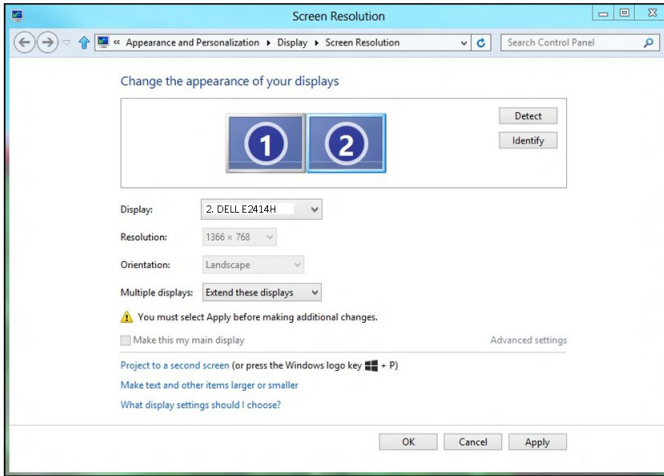 Screen Resolution
« Appearance and Personalization ▸ Display ▸ Screen Resolution
Search Control Panel
Change the appearance of your displays
1 2
Detect
Identify
Display: 2. DELL E2414H
Resolution: 1366 × 768
Orientation: Landscape
Multiple displays: Extend these displays
You must select Apply before making additional changes.
Make this my main display Advanced settings
Project to a second screen (or press the Windows logo key + P)
Make text and other items larger or smaller
What display settings should I choose?
OK Cancel Apply